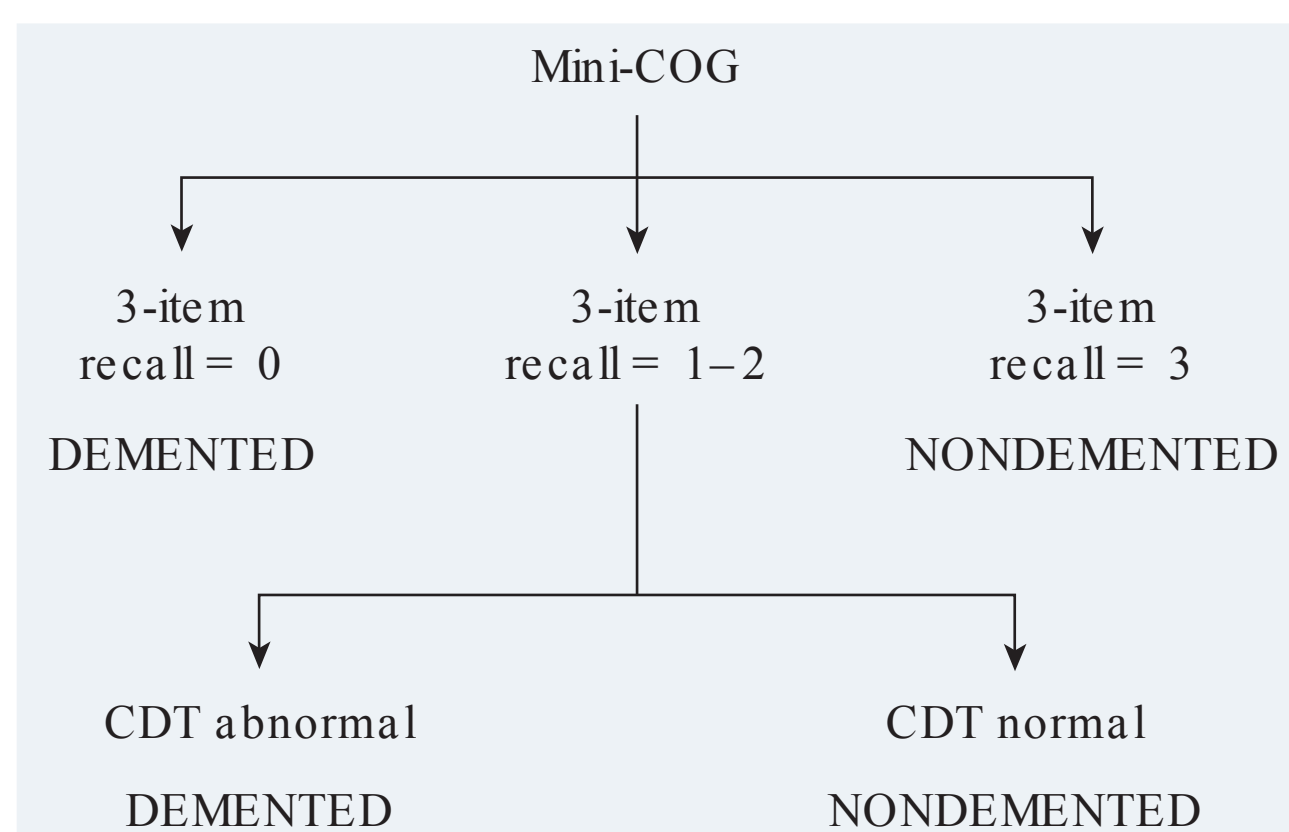 Mini-COG
3-item
recall = 0
DEMENTED
3-item
recall = 1–2
3-item
recall = 3
NONDEMENTED
CDT abnormal
DEMENTED
CDT normal
NONDEMENTED